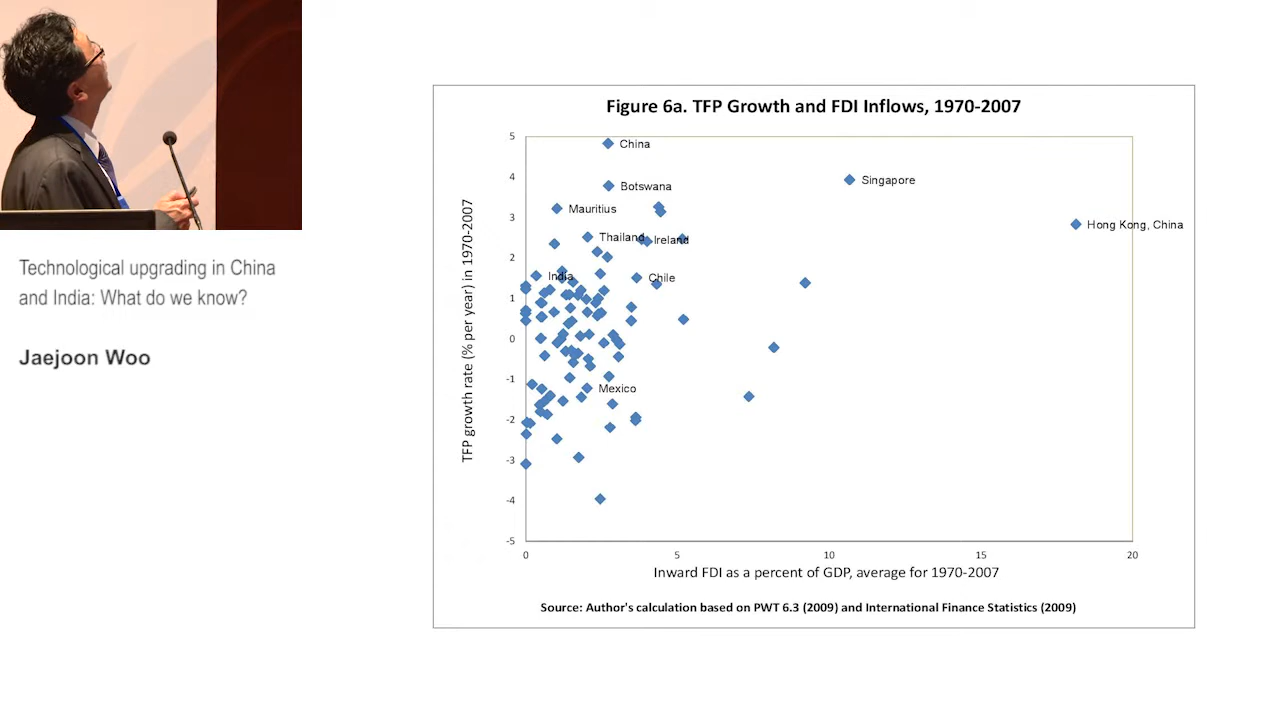 Technological upgrading in China
and India: What do we know?
Jaejoon Woo
Figure 6a. TFP Growth and FDI Inflows, 1970-2007
TFP growth rate (% per year) in 1970-2007
5
4
3
2
1
0
-1
-2
-3
-4
-5
China
Botswana
Singapore
Mauritius
Hong Kong, China
Thailand
Ireland
India
Chile
Mexico
0
5
10
15
20
Inward FDI as a percent of GDP, average for 1970-2007
Source: Author's calculation based on PWT 6.3 (2009) and International Finance Statistics (2009)